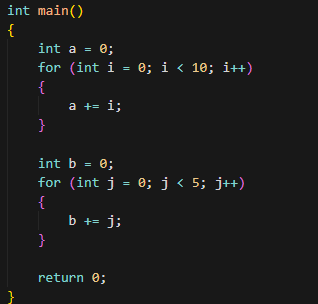 int main()
{
    int a = 0;
    for (int i = 0; i < 10; i++)
    {
        a += i;
    }

    int b = 0;
    for (int j = 0; j < 5; j++)
    {
        b += j;
    }

    return 0;
}